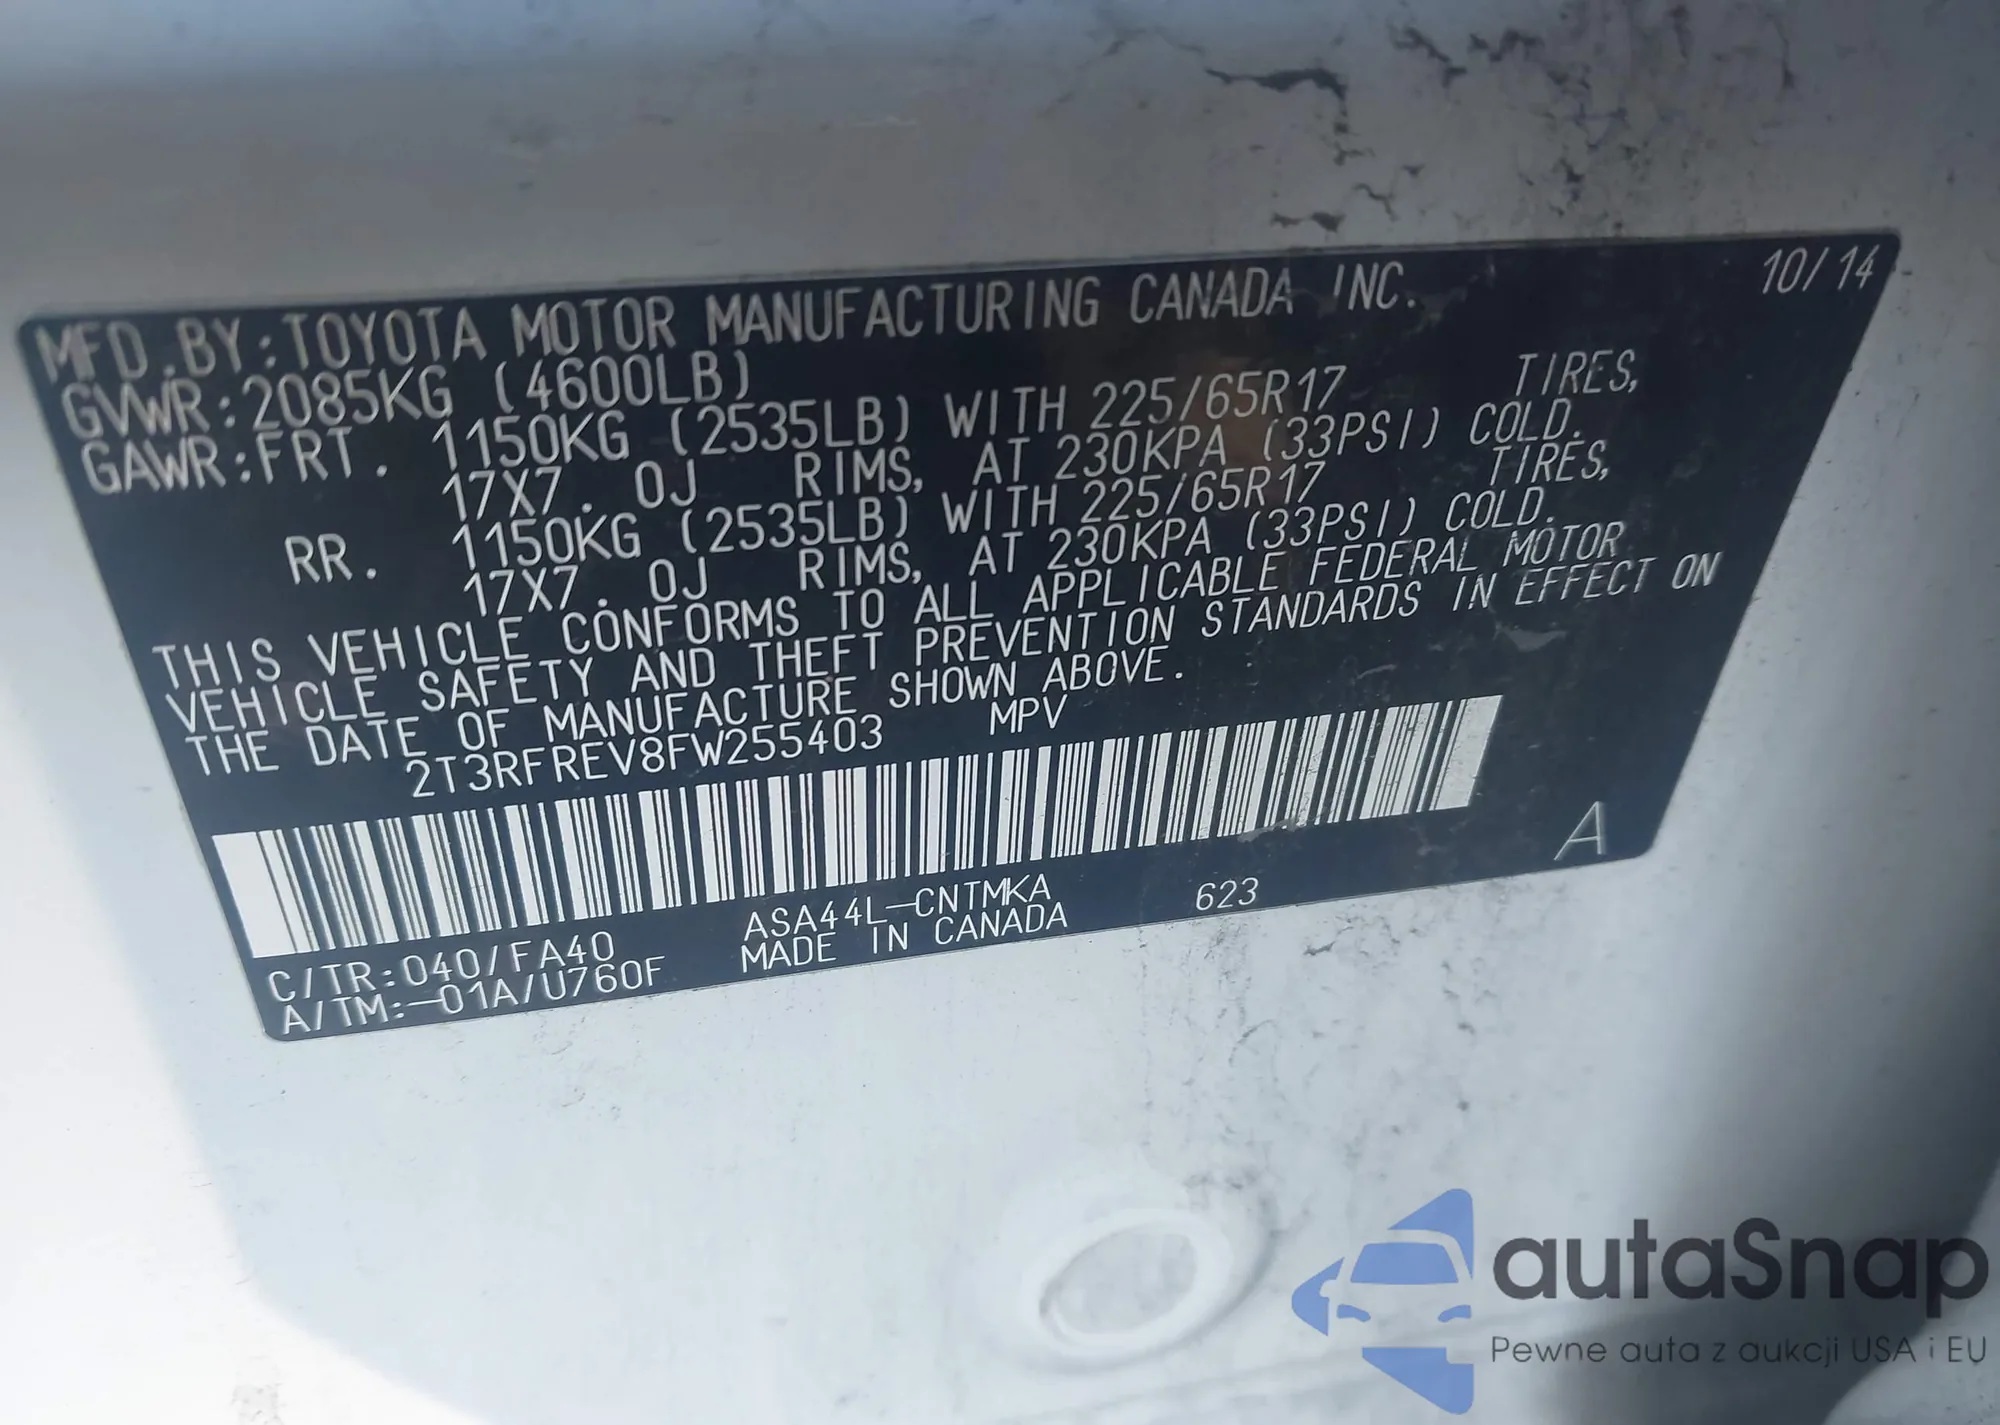 MFD.BY:TOYOTA MOTOR MANUFACTURING CANADA INC. 10/14
GVWR:2085KG (4600LB)
GAWR:FRT. 1150KG (2535LB) WITH 225/65R17 TIRES,
17X7.0J RIMS, AT 230KPA (33PSI) COLD.
RR. 1150KG (2535LB) WITH 225/65R17 TIRES,
17X7.0J RIMS, AT 230KPA (33PSI) COLD.
THIS VEHICLE CONFORMS TO ALL APPLICABLE FEDERAL MOTOR
VEHICLE SAFETY AND THEFT PREVENTION STANDARDS IN EFFECT ON
THE DATE OF MANUFACTURE SHOWN ABOVE.
2T3RFREV8FW255403 MPV
A
C/TR:040/FA40 ASA44L-CNTMKA 623
A/TM:-01A/U760F MADE IN CANADA
autaSnap
Pewne auta z aukcji USA i EU